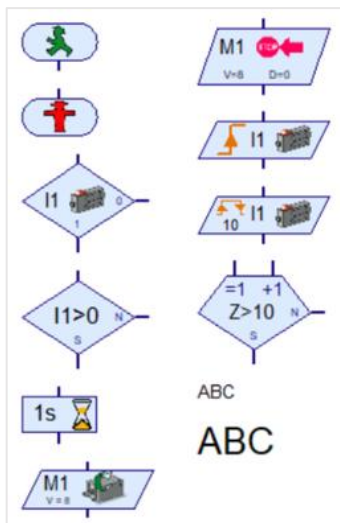 I1
0
1
I1>0
N
S
1s
M1
V = 8
M1
STOP
V=8 D=0
I1
I1
10
=1 +1
Z>10
N
S
ABC
ABC